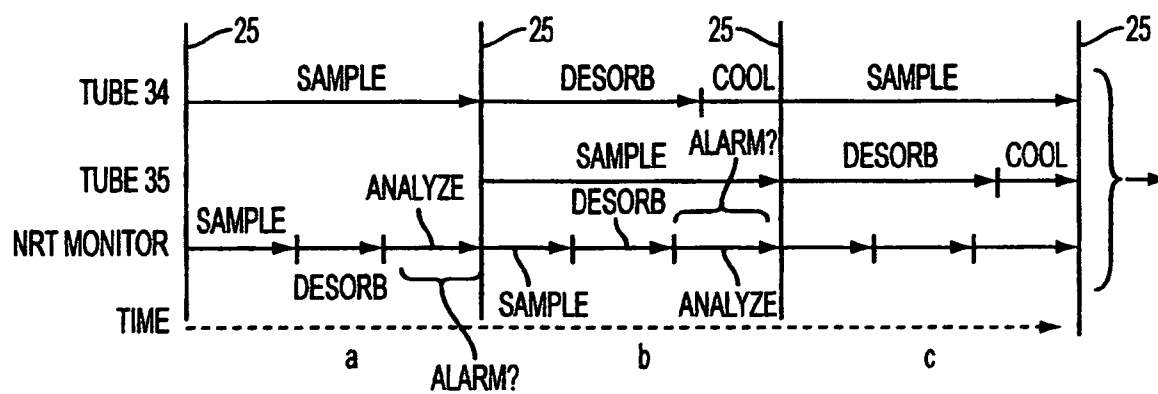 25 25 25 25
TUBE 34 SAMPLE DESORB COOL SAMPLE
ALARM?
TUBE 35 SAMPLE DESORB COOL
ANALYZE DESORB
NRT MONITOR SAMPLE
DESORB SAMPLE ANALYZE
TIME
a b c
ALARM?